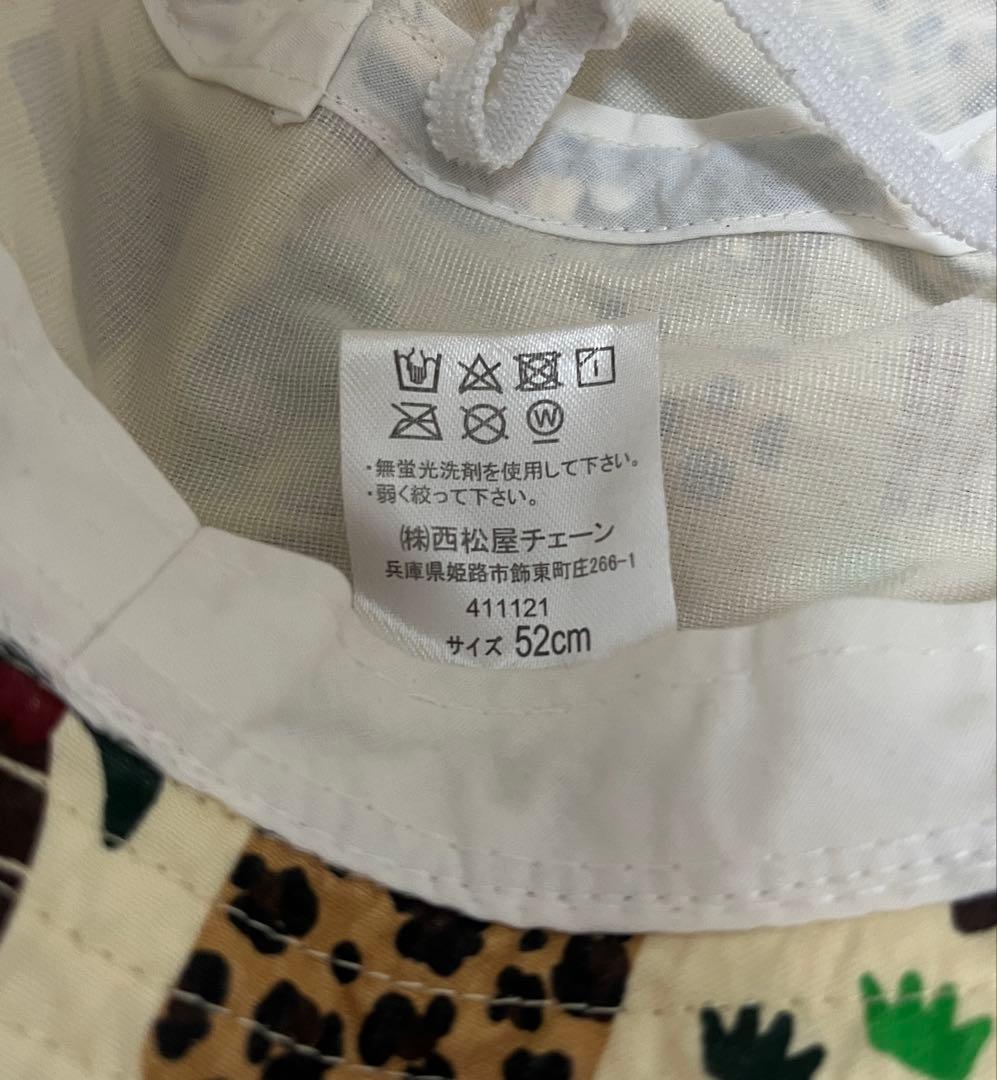 W
・無蛍光洗剤を使用して下さい。
・弱く絞って下さい。
㈱西松屋チェーン
兵庫県姫路市飾東町庄266-1
411121
サイズ 52cm